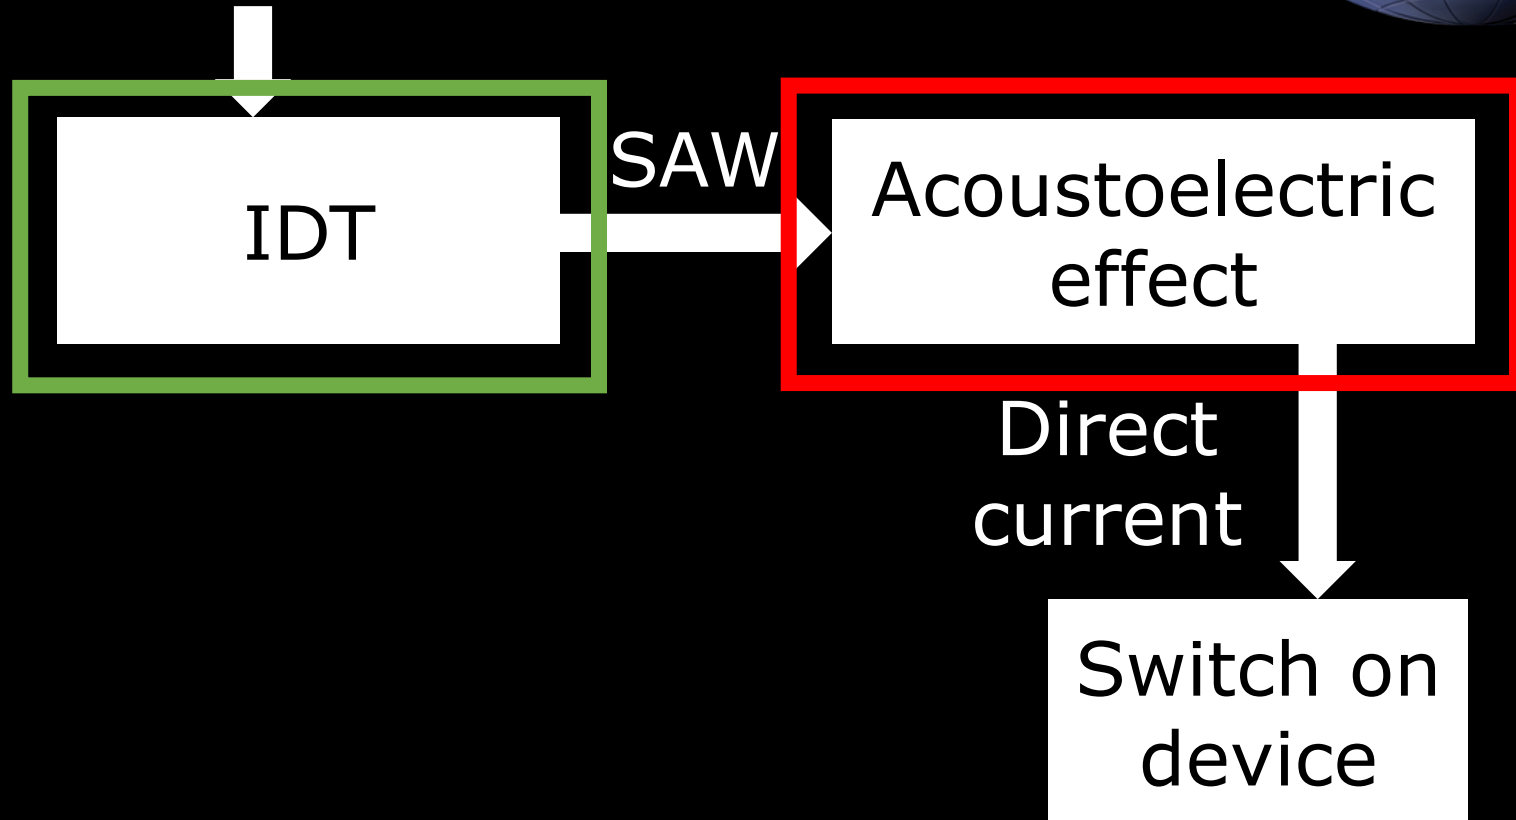 IDT
SAW
Acoustoelectric
effect
Direct
current
Switch on
device